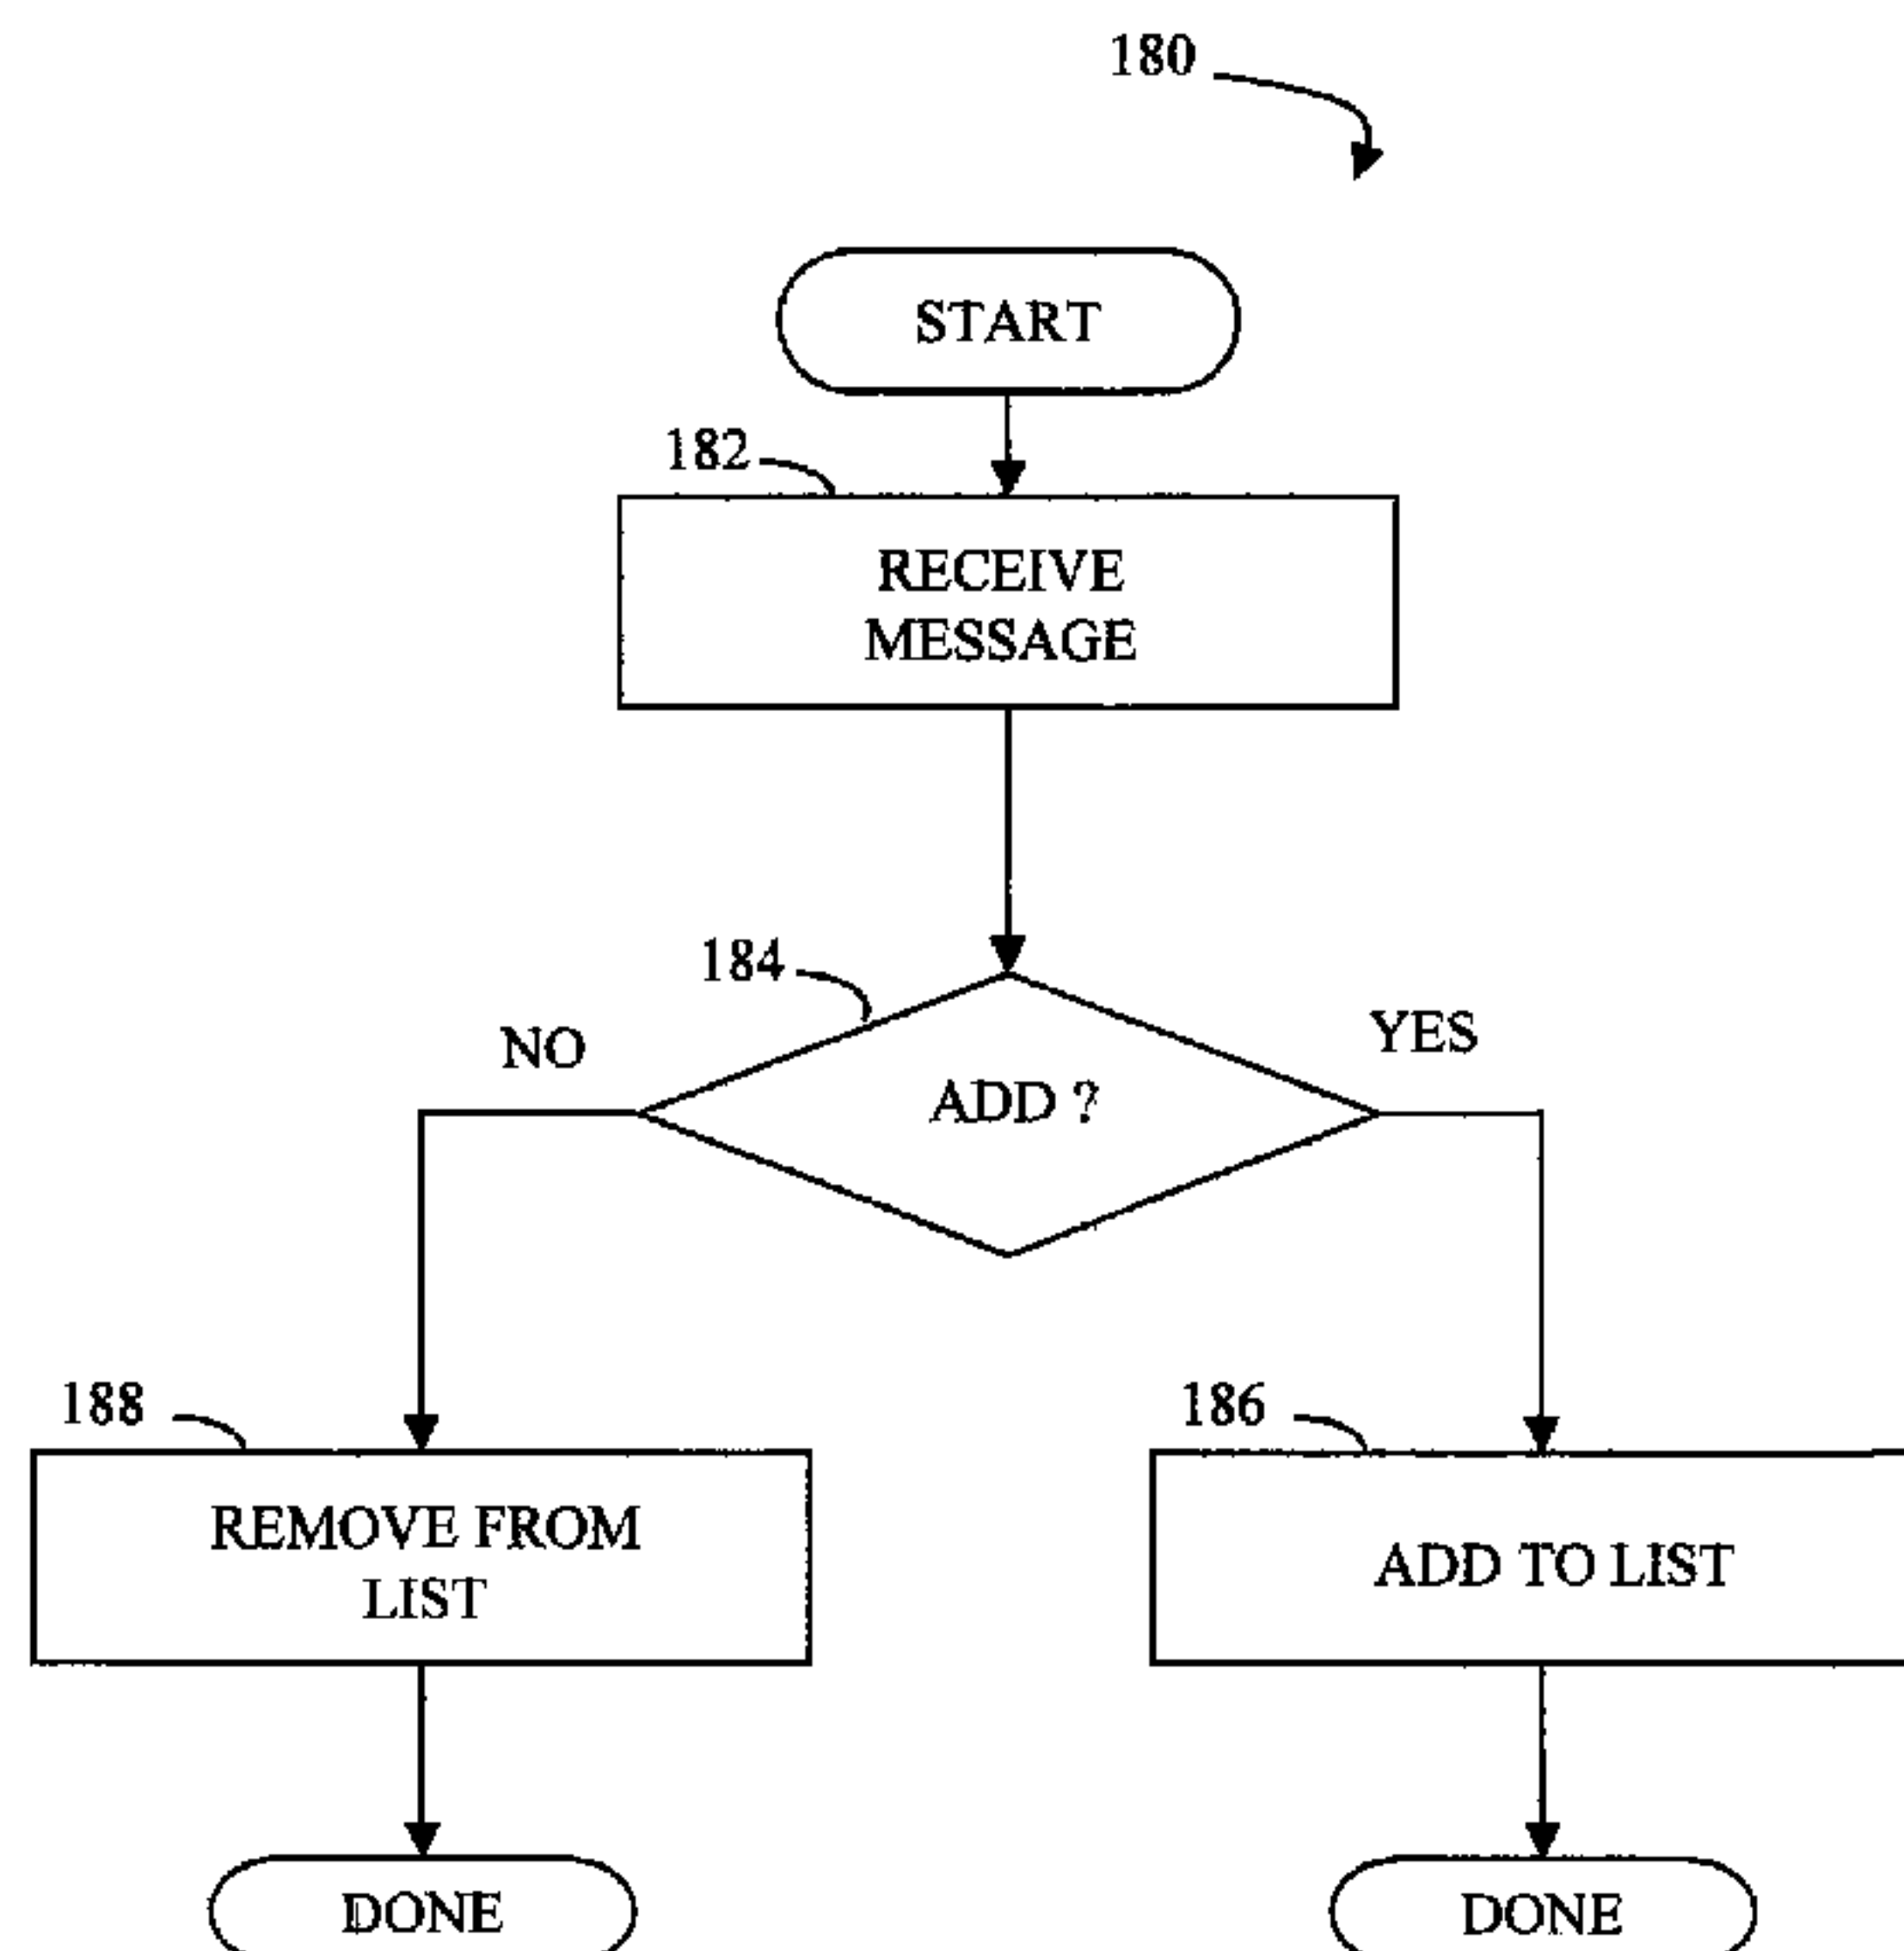 180
START
182
RECEIVE
MESSAGE
184
NO
YES
ADD ?
188
186
REMOVE FROM
LIST
ADD TO LIST
DONE
DONE